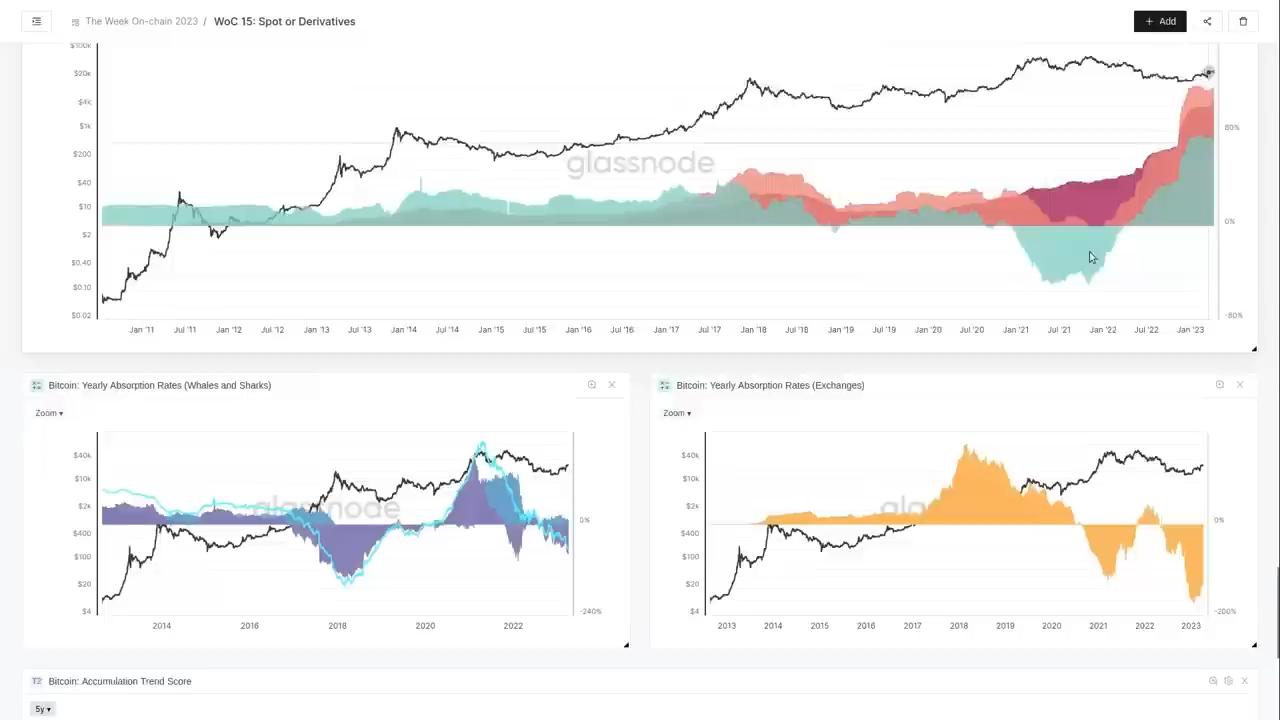 The Week On-chain 2023 / WoC 15: Spot or Derivatives
+ Add
$100k
$20k
$4k
$1k
$200
$40
$10
$2
$0.40
$0.10
$0.02
80%
0%
-80%
glassnode
Jan '11 Jul '11 Jan '12 Jul '12 Jan '13 Jul '13 Jan '14 Jul '14 Jan '15 Jul '15 Jan '16 Jul '16 Jan '17 Jul '17 Jan '18 Jul '18 Jan '19 Jul '19 Jan '20 Jul '20 Jan '21 Jul '21 Jan '22 Jul '22 Jan '23
Bitcoin: Yearly Absorption Rates (Whales and Sharks)
Zoom ▾
$40k
$10k
$2k
$400
$100
$20
$4
0%
-240%
glassnode
2014 2016 2018 2020 2022
Bitcoin: Yearly Absorption Rates (Exchanges)
Zoom ▾
$40k
$10k
$2k
$400
$100
$20
$4
0%
-200%
2013 2014 2015 2016 2017 2018 2019 2020 2021 2022 2023
T2 Bitcoin: Accumulation Trend Score
5y ▾